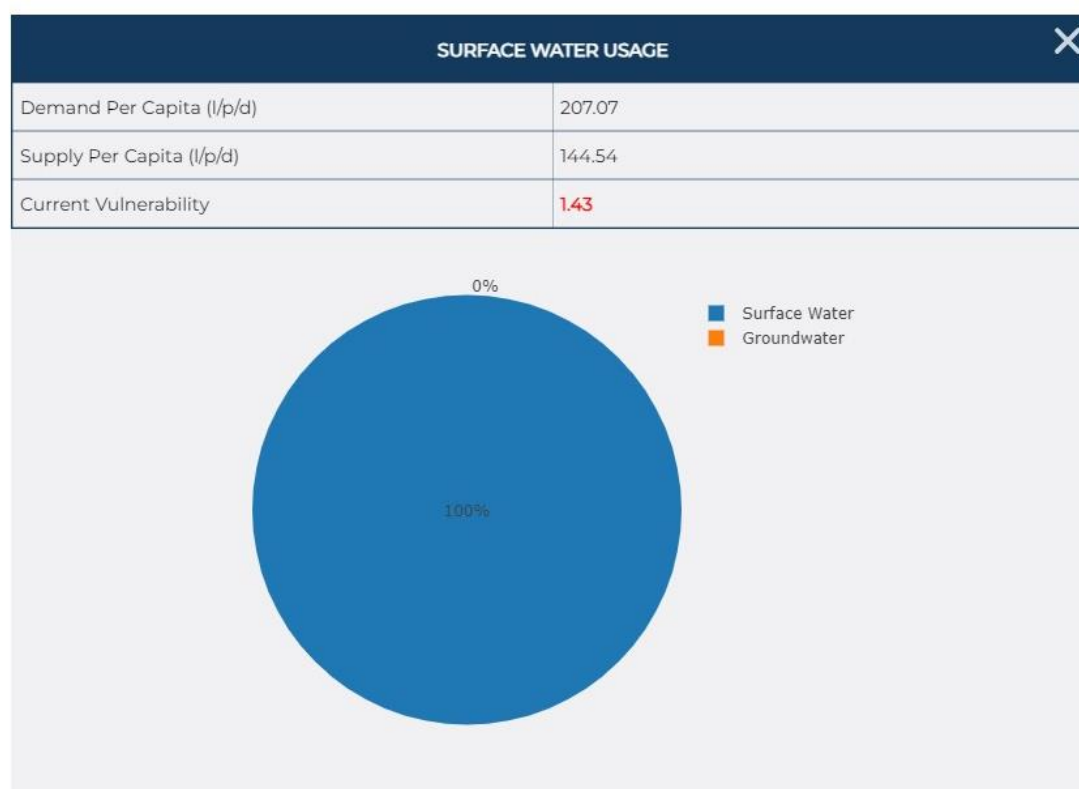 SURFACE WATER USAGE
Demand Per Capita (l/p/d) 207.07
Supply Per Capita (l/p/d) 144.54
Current Vulnerability 1.43
0%
Surface Water
Groundwater
100%